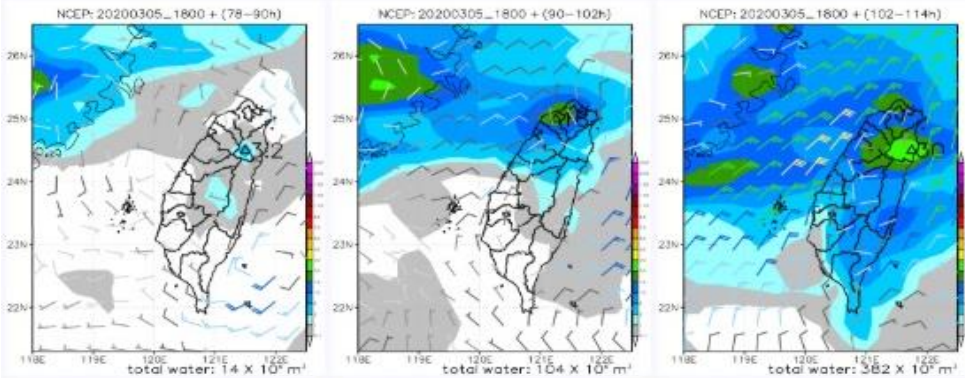 NCEP: 20200305_1800 + (78-90h)
26N
25N
24N
23N
22N
118E 119E 120E 121E 122E
total water: 14 X 10⁶ m³
NCEP: 20200305_1800 + (90-102h)
26N
25N
24N
23N
22N
118E 119E 120E 121E 122E
total water: 104 X 10⁶ m³
NCEP: 20200305_1800 + (102-114h)
26N
25N
24N
23N
22N
118E 119E 120E 121E 122E
total water: 382 X 10⁶ m³